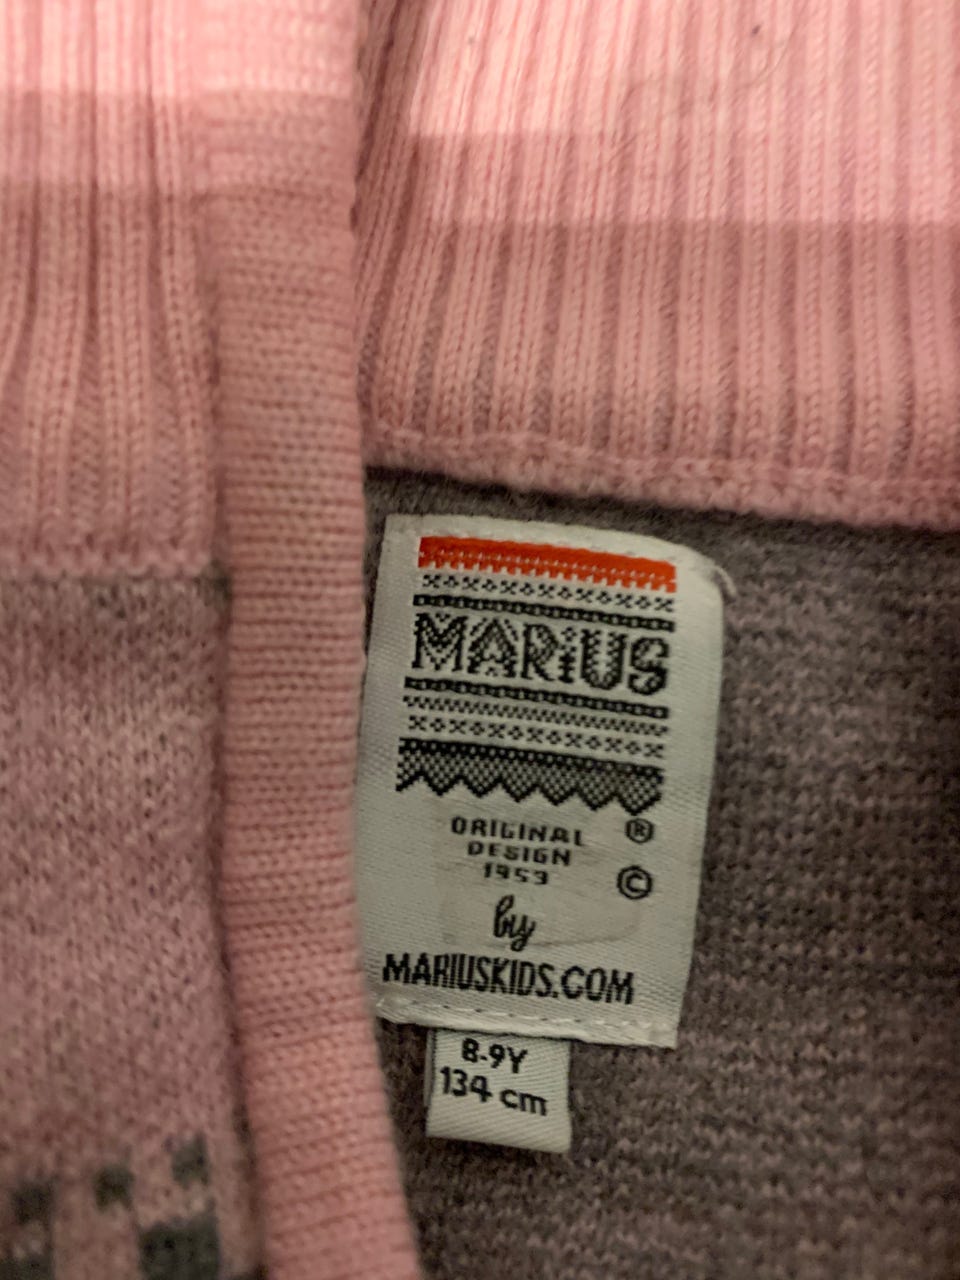 MARiUS
ORIGINAL
DESIGN
1953
®
©
by
MARIUSKIDS.COM
8-9Y
134 cm